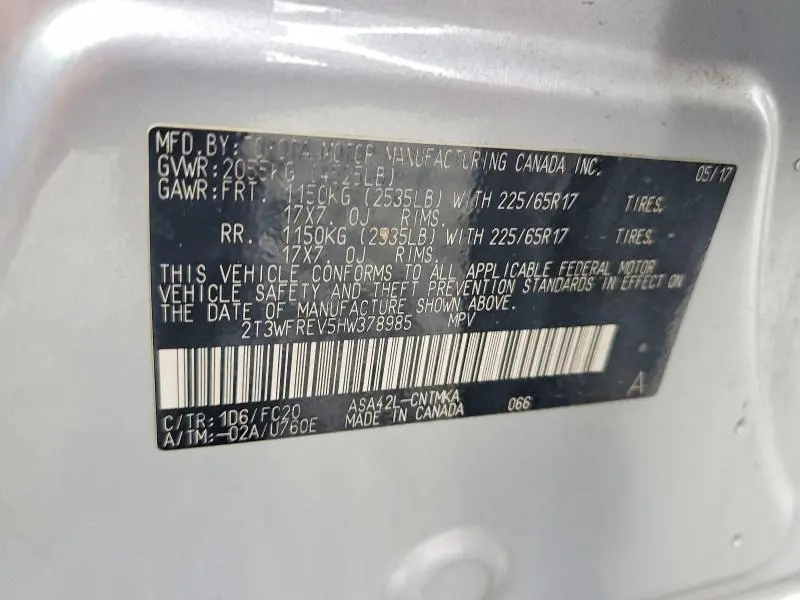 MFD. BY: TOYOTA MOTOR MANUFACTURING CANADA INC.
GVWR: 2055KG (4525LB) 05/17
GAWR: FRT. 1150KG (2535LB) WITH 225/65R17 TIRES,
17X7. 0J RIMS.
RR. 1150KG (2535LB) WITH 225/65R17 TIRES,
17X7. 0J RIMS.
THIS VEHICLE CONFORMS TO ALL APPLICABLE FEDERAL MOTOR
VEHICLE SAFETY AND THEFT PREVENTION STANDARDS IN EFFECT ON
THE DATE OF MANUFACTURE SHOWN ABOVE.
2T3WFREV5HW378985 MPV
A
C/TR: 1D6/FC20 ASA42L-CNTMKA 066
A/TM: -02A/U760E MADE IN CANADA